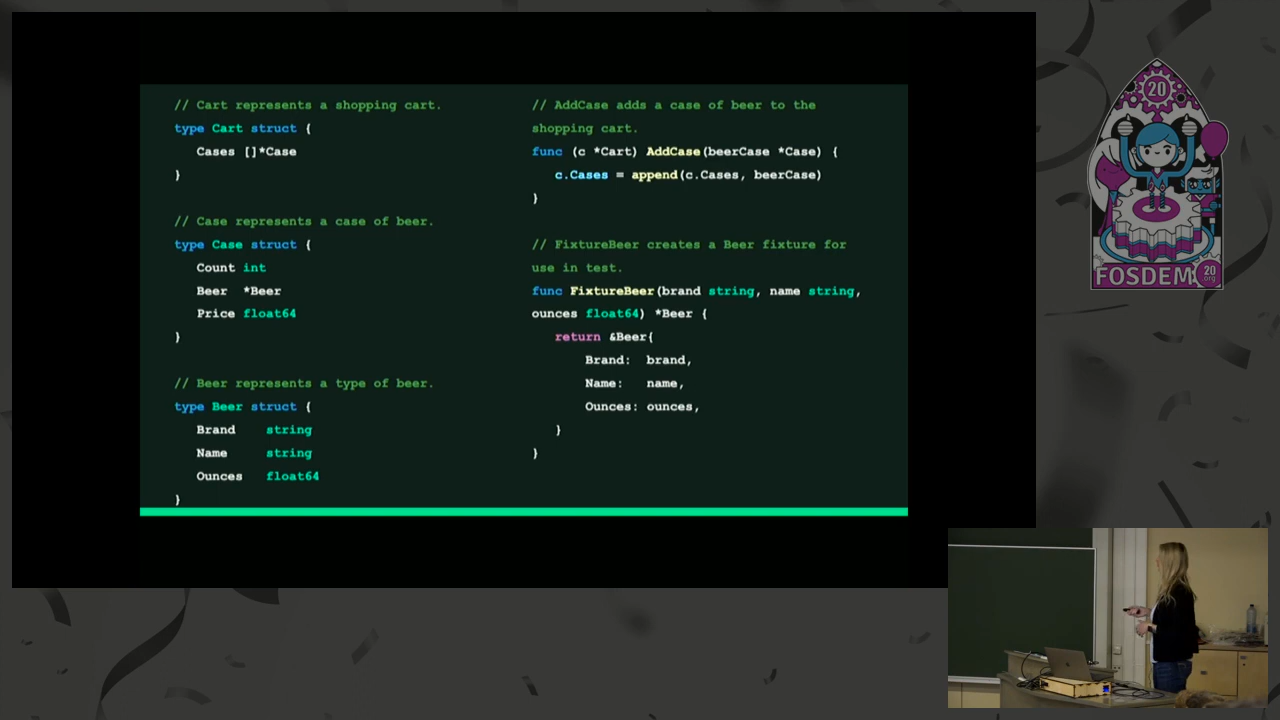 // Cart represents a shopping cart.
type Cart struct {
Cases []*Case
}
// Case represents a case of beer.
type Case struct {
Count int
Beer *Beer
Price float64
}
// Beer represents a type of beer.
type Beer struct {
Brand string
Name string
Ounces float64
}
// AddCase adds a case of beer to the
shopping cart.
func (c *Cart) AddCase(beerCase *Case) {
c.Cases = append(c.Cases, beerCase)
}
// FixtureBeer creates a Beer fixture for
use in test.
func FixtureBeer(brand string, name string,
ounces float64) *Beer {
return &Beer{
Brand: brand,
Name: name,
Ounces: ounces,
}
}
20
FOSDEM
20
.org